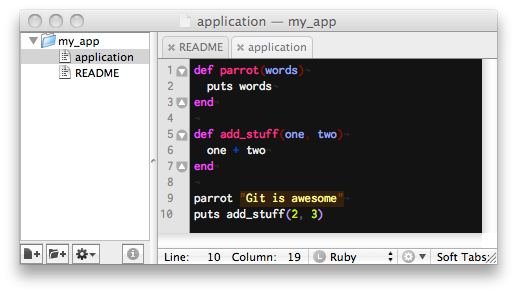 application — my_app
my_app
application
README
README
application
1 def parrot(words)
2 puts words
3 end
4
5 def add_stuff(one, two)
6 one + two
7 end
8
9 parrot "Git is awesome"
10 puts add_stuff(2, 3)
Line: 10 Column: 19 L Ruby Soft Tabs: